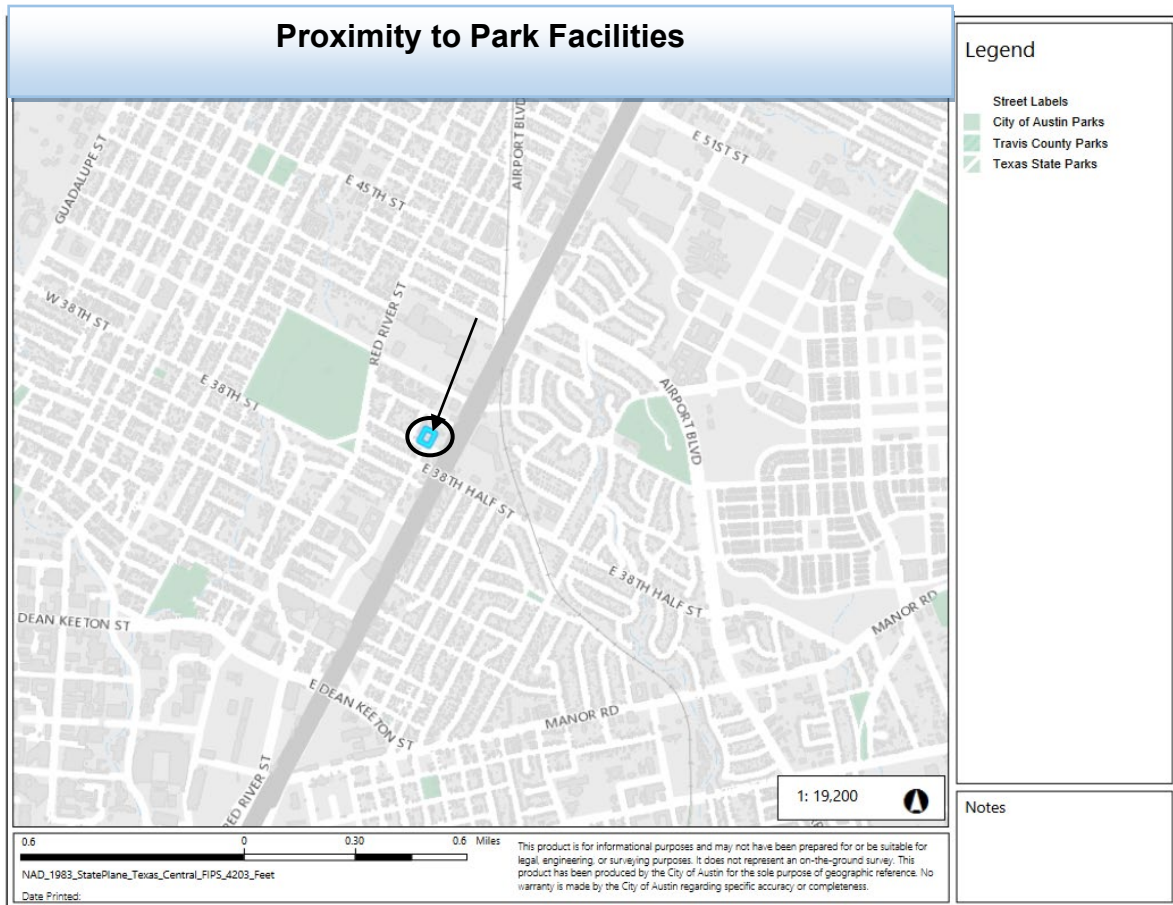 Proximity to Park Facilities
Legend
Street Labels
City of Austin Parks
Travis County Parks
Texas State Parks
GUADALUPE ST
E 45TH ST
AIRPORT BLVD
E 51ST ST
W 38TH ST
RED RIVER ST
E 38TH ST
AIRPORT BLVD
E 38TH HALF ST
E 38TH HALF ST
MANOR RD
DEAN KEETON ST
E DEAN KEETON ST
MANOR RD
RED RIVER ST
1: 19,200
Notes
0.6 0 0.30 0.6 Miles
NAD_1983_StatePlane_Texas_Central_FIPS_4203_Feet
Date Printed:
This product is for informational purposes and may not have been prepared for or be suitable for
legal, engineering, or surveying purposes. It does not represent an on-the-ground survey. This
product has been produced by the City of Austin for the sole purpose of geographic reference. No
warranty is made by the City of Austin regarding specific accuracy or completeness.